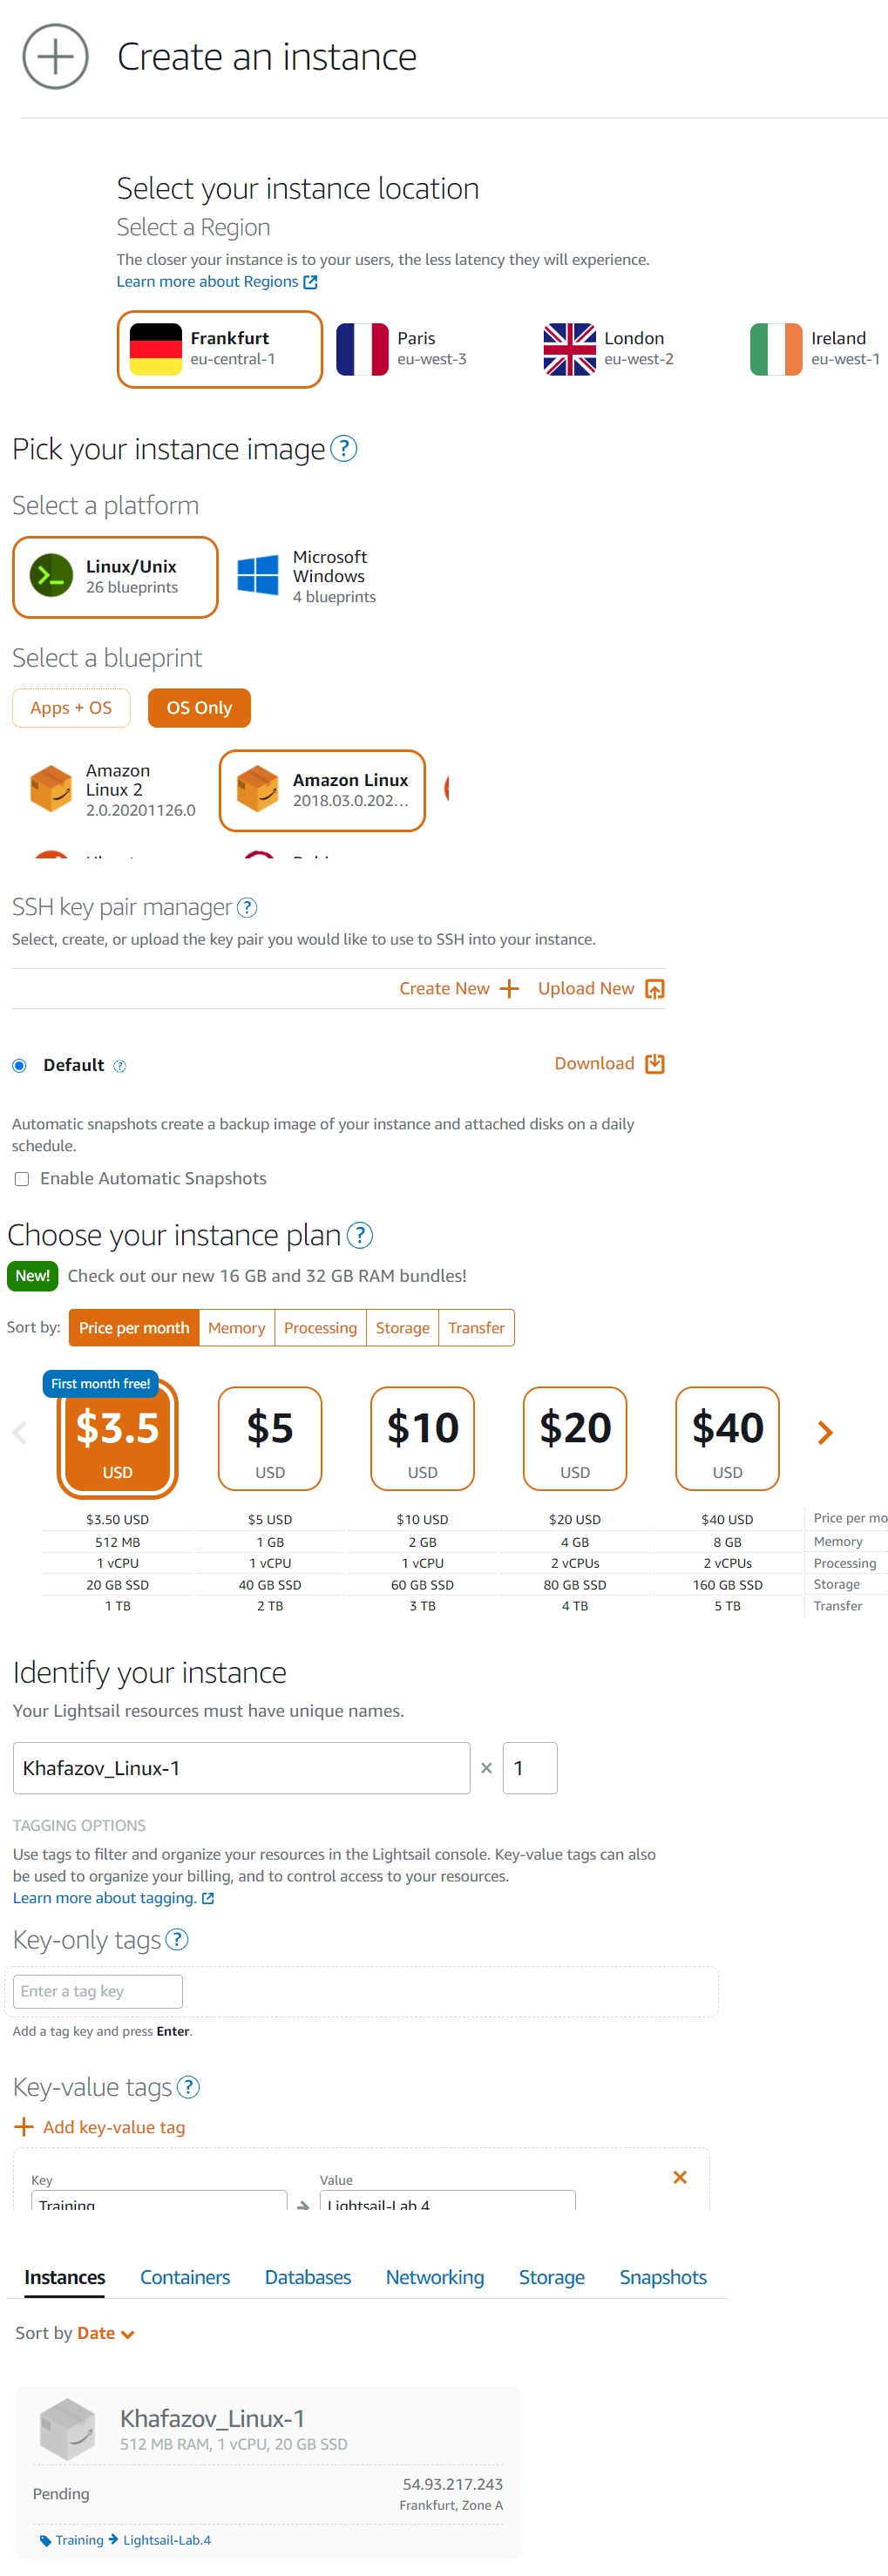 Create an instance
Select your instance location
Select a Region
The closer your instance is to your users, the less latency they will experience.
Learn more about Regions
Frankfurt
eu-central-1
Paris
eu-west-3
London
eu-west-2
Ireland
eu-west-1
Pick your instance image ?
Select a platform
Linux/Unix
26 blueprints
Microsoft
Windows
4 blueprints
Select a blueprint
Apps + OS OS Only
Amazon
Linux 2
2.0.20201126.0
Amazon Linux
2018.03.0.202...
SSH key pair manager ?
Select, create, or upload the key pair you would like to use to SSH into your instance.
Create New Upload New
Default ? Download
Automatic snapshots create a backup image of your instance and attached disks on a daily
schedule.
Enable Automatic Snapshots
Choose your instance plan ?
New! Check out our new 16 GB and 32 GB RAM bundles!
Sort by: Price per month Memory Processing Storage Transfer
First month free!
$3.5 $5 $10 $20 $40
USD USD USD USD USD
$3.50 USD $5 USD $10 USD $20 USD $40 USD Price per mo
512 MB 1 GB 2 GB 4 GB 8 GB Memory
1 vCPU 1 vCPU 1 vCPU 2 vCPUs 2 vCPUs Processing
20 GB SSD 40 GB SSD 60 GB SSD 80 GB SSD 160 GB SSD Storage
1 TB 2 TB 3 TB 4 TB 5 TB Transfer
Identify your instance
Your Lightsail resources must have unique names.
Khafazov_Linux-1 × 1
TAGGING OPTIONS
Use tags to filter and organize your resources in the Lightsail console. Key-value tags can also
be used to organize your billing, and to control access to your resources.
Learn more about tagging.
Key-only tags ?
Enter a tag key
Add a tag key and press Enter.
Key-value tags ?
Add key-value tag
Key Value
Training Lightsail-Lab.4
Instances Containers Databases Networking Storage Snapshots
Sort by Date
Khafazov_Linux-1
512 MB RAM, 1 vCPU, 20 GB SSD
Pending 54.93.217.243
Frankfurt, Zone A
Training → Lightsail-Lab.4